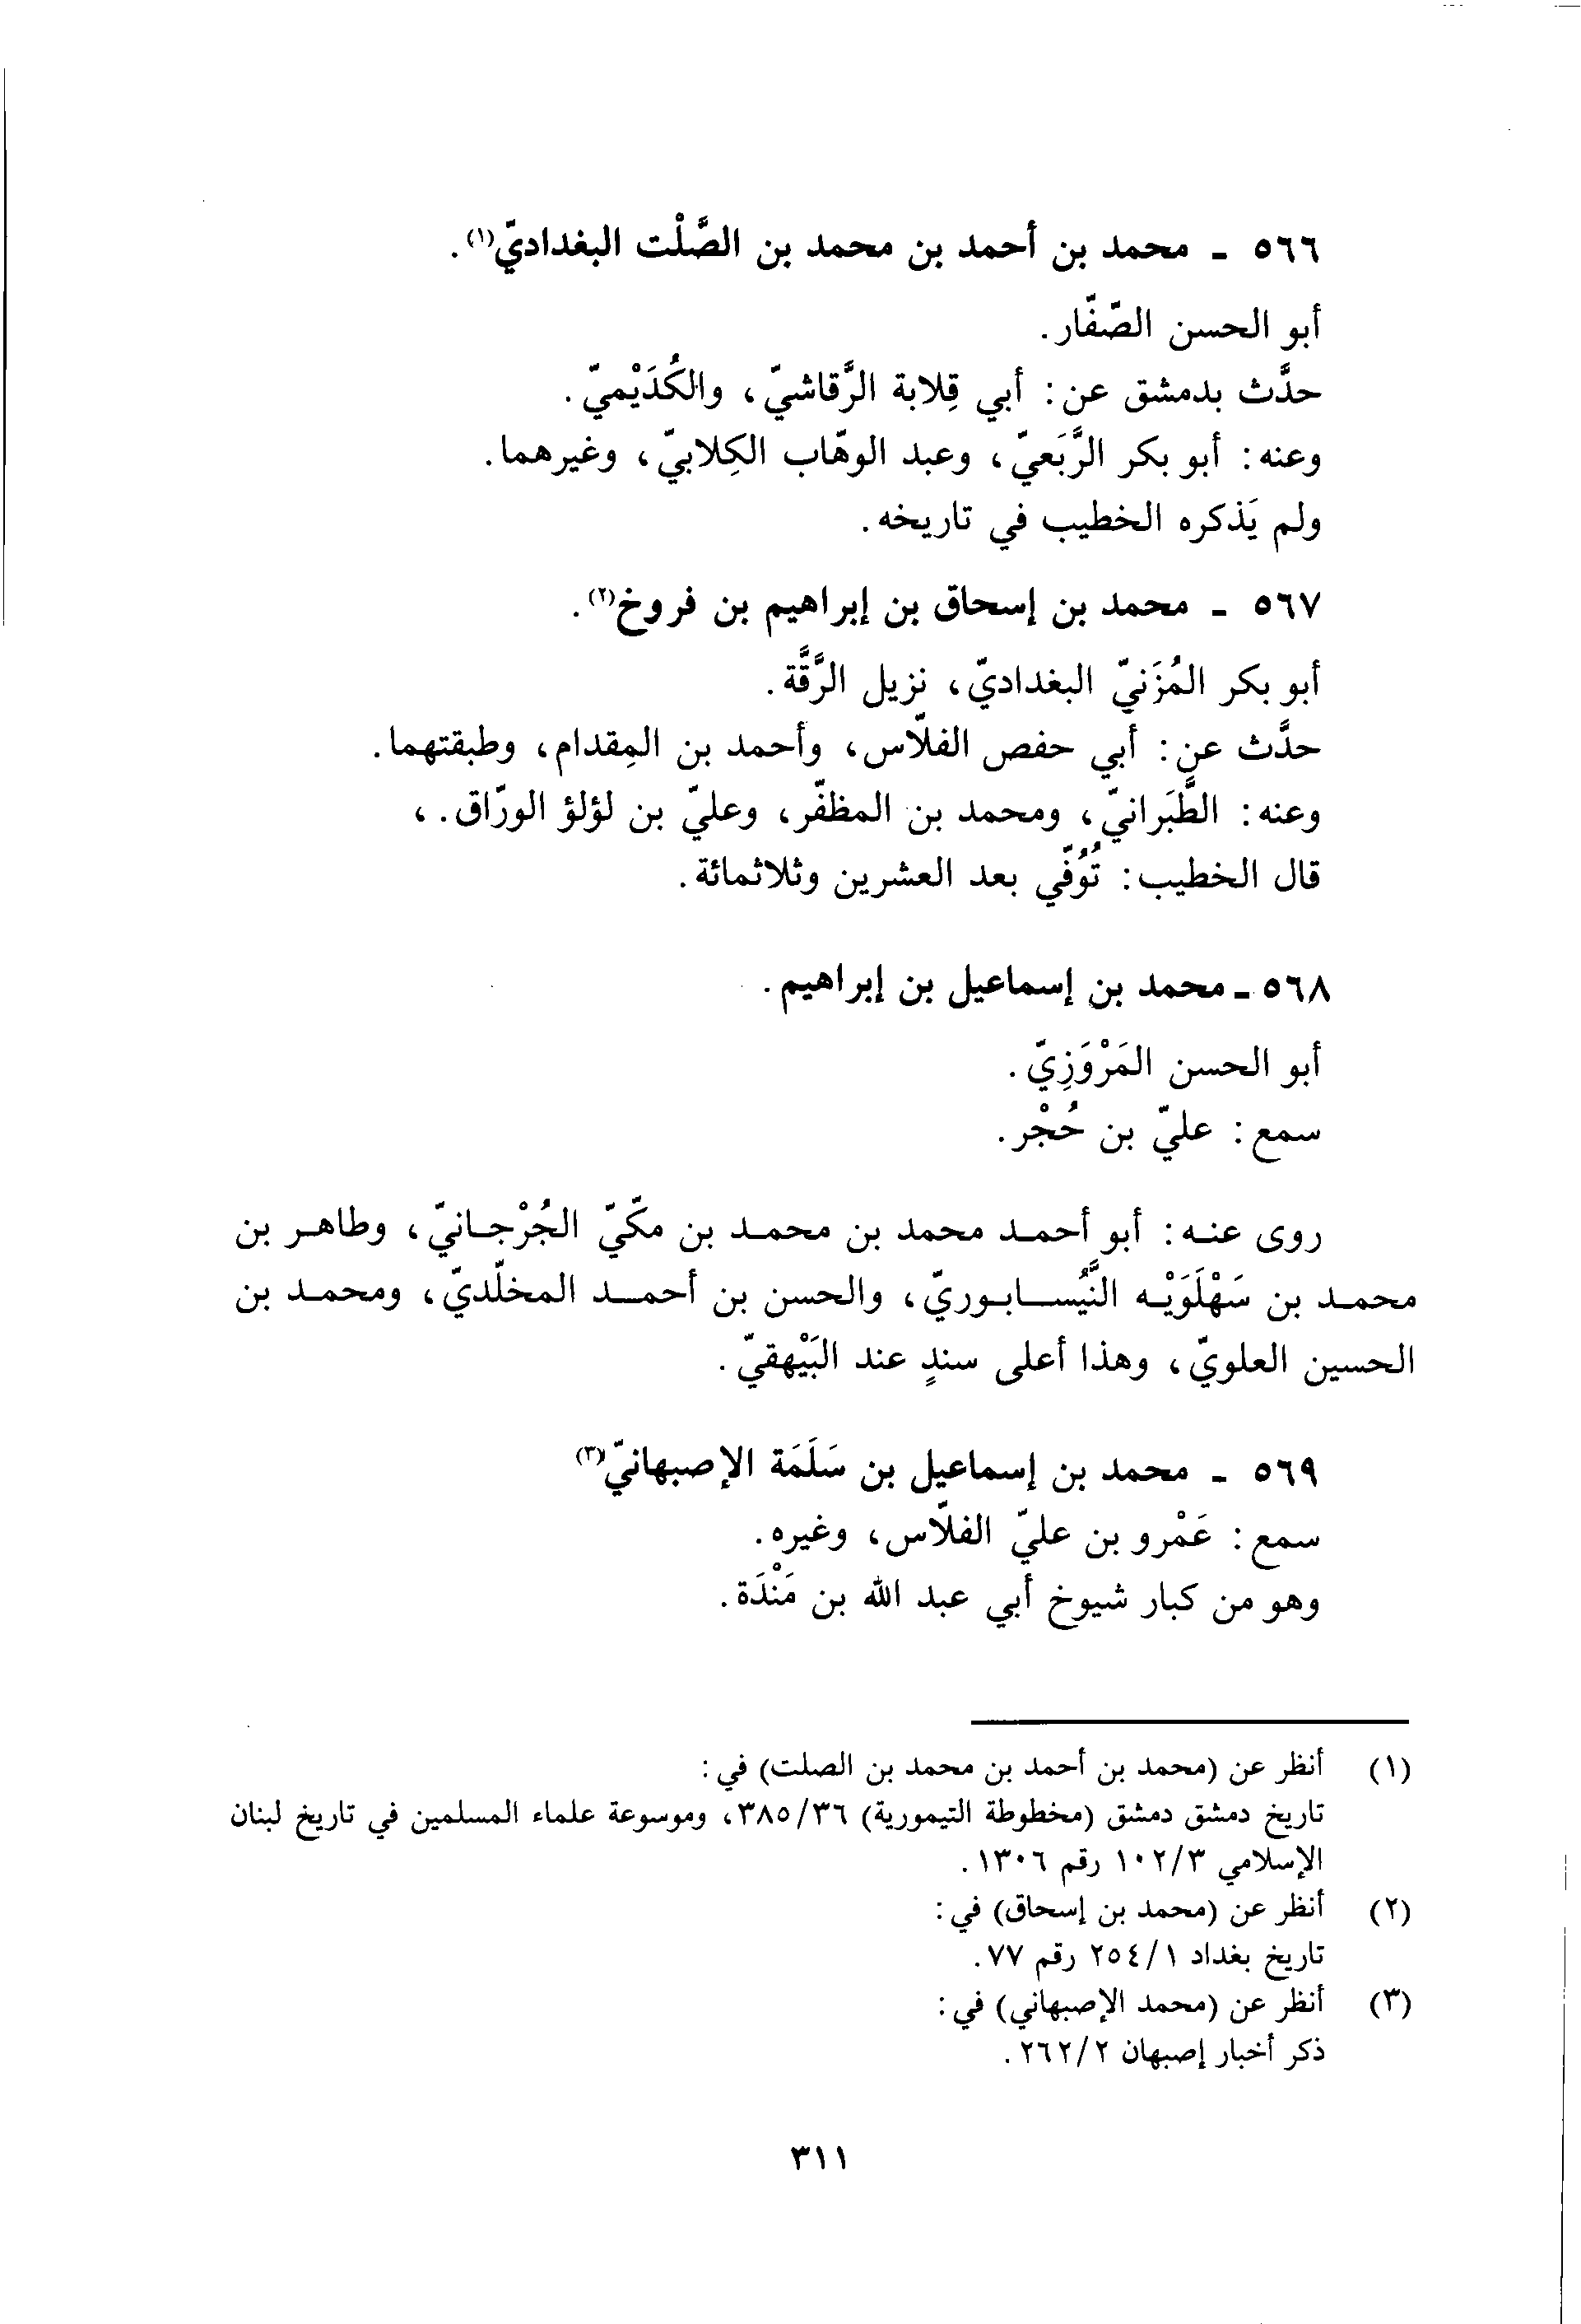 ٥٦٦ - محمد بن أحمد بن محمد بن الصَّلْت البغداديّ(١).
أبو الحسن الصّفّار.
حدَّث بدمشق عن: أبي قِلابة الرَّقاشيّ، والكُدَيْميّ.
وعنه: أبو بكر الرَّبَعيّ، وعبد الوهّاب الكِلابيّ، وغيرهما.
ولم يَذكره الخطيب في تاريخه.
٥٦٧ - محمد بن إسحاق بن إبراهيم بن فروخ(٢).
أبو بكر المُزَنيّ البغداديّ، نزيل الرَّقَّة.
حدَّث عن: أبي حفص الفلّاس، وأحمد بن المِقدام، وطبقتهما.
وعنه: الطَّبَرانيّ، ومحمد بن المظفّر، وعليّ بن لؤلؤ الورّاق.،
قال الخطيب: تُوُفّي بعد العشرين وثلاثمائة.
٥٦٨ - محمد بن إسماعيل بن إبراهيم.
أبو الحسن المَرْوَزِيّ.
سمع: عليّ بن حُجْر.
روى عنه: أبو أحمد محمد بن محمد بن مكّيّ الجُرْجانيّ، وطاهر بن
محمد بن سَهْلَوَيْه النَّيُسابوريّ، والحسن بن أحمد المخلّديّ، ومحمد بن
الحسين العلويّ، وهذا أعلى سندٍ عند البَيْهقيّ.
٥٦٩ - محمد بن إسماعيل بن سَلَمَة الإصبهانيّ(٣)
سمع: عَمْرو بن عليّ الفلّاس، وغيره.
وهو من كبار شيوخ أبي عبد الله بن مَنْدَة.
(١) أنظر عن (محمد بن أحمد بن محمد بن الصلت) في:
تاريخ دمشق دمشق (مخطوطة التيمورية) ٣٨٥/٣٦، وموسوعة علماء المسلمين في تاريخ لبنان
الإسلامي ١٠٢/٣ رقم ١٣٠٦.
(٢) أنظر عن (محمد بن إسحاق) في:
تاريخ بغداد ٢٥٤/١ رقم ٧٧.
(٣) أنظر عن (محمد الإصبهاني) في:
ذكر أخبار إصبهان ٢٦٢/٢.
٣١١